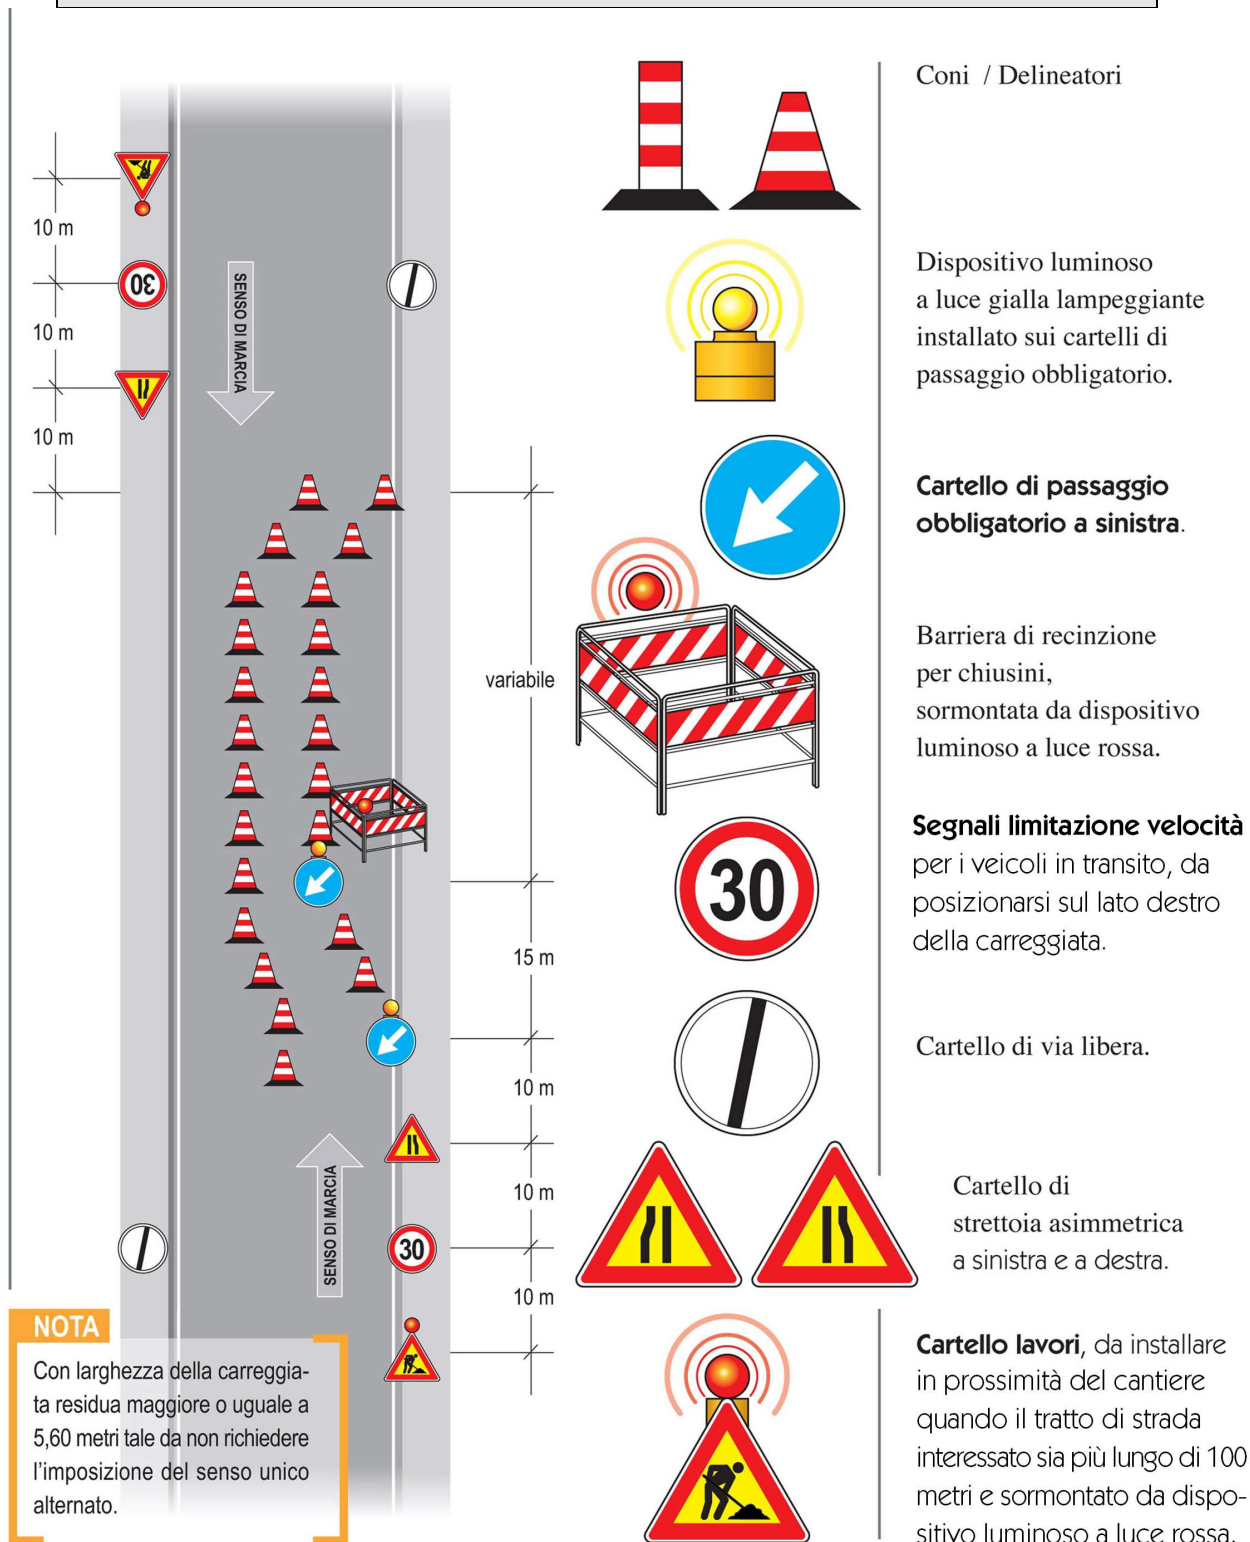 Coni / Delineatori
10 m
30
10 m
10 m
SENSO DI MARCIA
Dispositivo luminoso
a luce gialla lampeggiante
installato sui cartelli di
passaggio obbligatorio.
Cartello di passaggio
obbligatorio a sinistra.
variabile
Barriera di recinzione
per chiusini,
sormontata da dispositivo
luminoso a luce rossa.
30
Segnali limitazione velocità
per i veicoli in transito, da
posizionarsi sul lato destro
della carreggiata.
15 m
10 m
10 m
10 m
SENSO DI MARCIA
30
Cartello di via libera.
Cartello di
strettoia asimmetrica
a sinistra e a destra.
NOTA
Con larghezza della carreggia-
ta residua maggiore o uguale a
5,60 metri tale da non richiedere
l'imposizione del senso unico
alternato.
Cartello lavori, da installare
in prossimità del cantiere
quando il tratto di strada
interessato sia più lungo di 100
metri e sormontato da dispo-
sitivo luminoso a luce rossa.